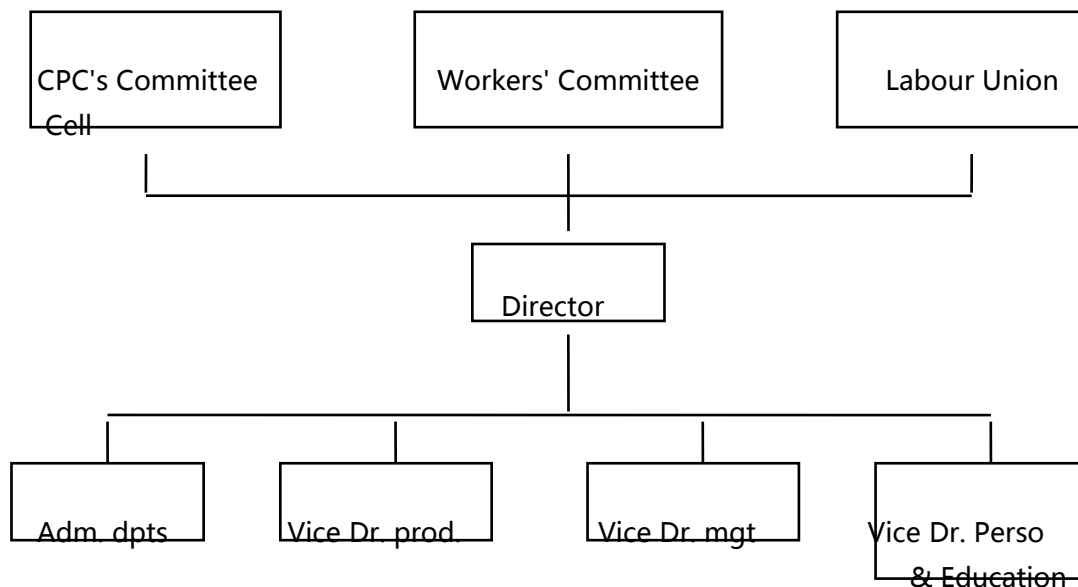 CPC's Committee
Cell
Workers' Committee
Labour Union
Director
Adm. dpts
Vice Dr. prod.
Vice Dr. mgt
Vice Dr. Perso
& Education